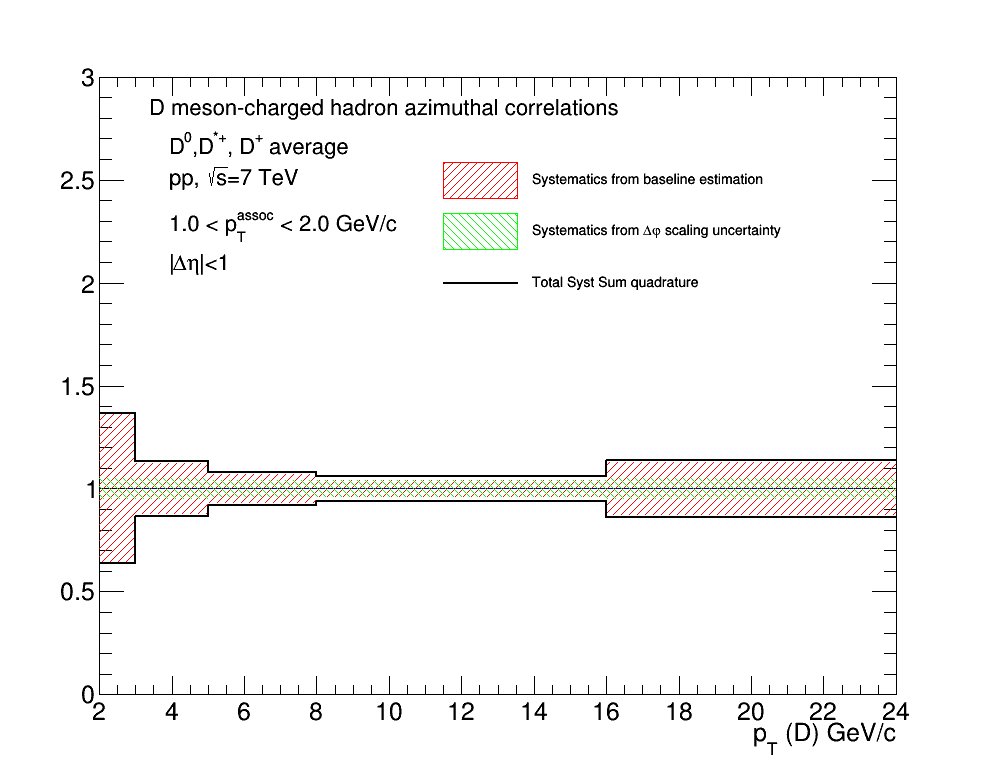 3
D meson-charged hadron azimuthal correlations
D⁰,D*⁺, D⁺ average
pp, √s=7 TeV
1.0 < p_T^assoc < 2.0 GeV/c
|Δη|<1
Systematics from baseline estimation
Systematics from Δφ scaling uncertainty
Total Syst Sum quadrature
2.5
2
1.5
1
0.5
0
2 4 6 8 10 12 14 16 18 20 22 24
p_T (D) GeV/c